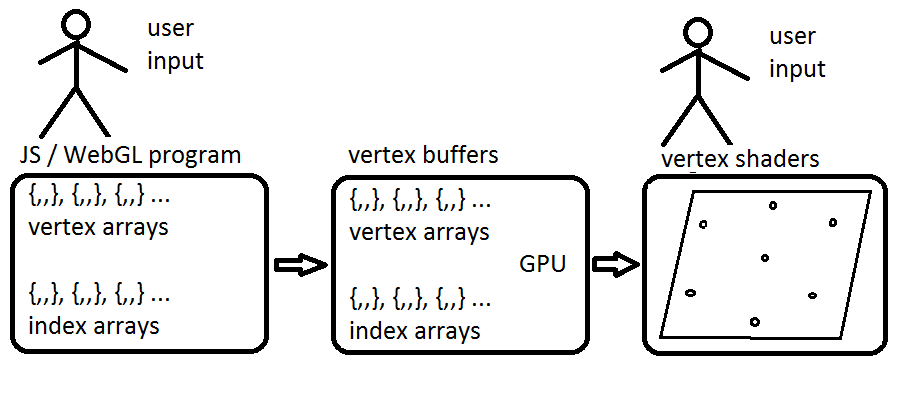 user
input
user
input
JS / WebGL program
vertex buffers
vertex shaders
{,,}, {,,}, {,,} ...
vertex arrays
{,,}, {,,}, {,,} ...
index arrays
{,,}, {,,}, {,,} ...
vertex arrays
GPU
{,,}, {,,}, {,,} ...
index arrays